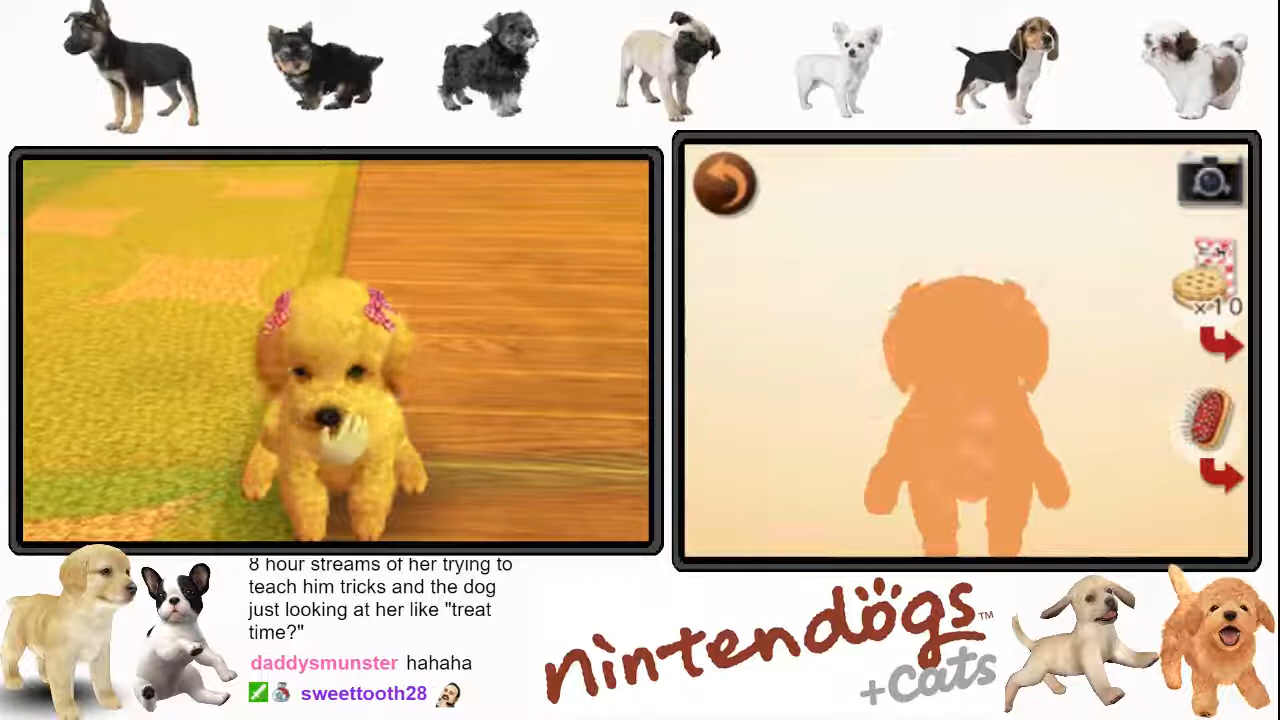 ×10
8 hour streams of her trying to
teach him tricks and the dog
just looking at her like "treat
time?"
daddysmunster hahaha
sweettooth28
nintendogs™
+cats